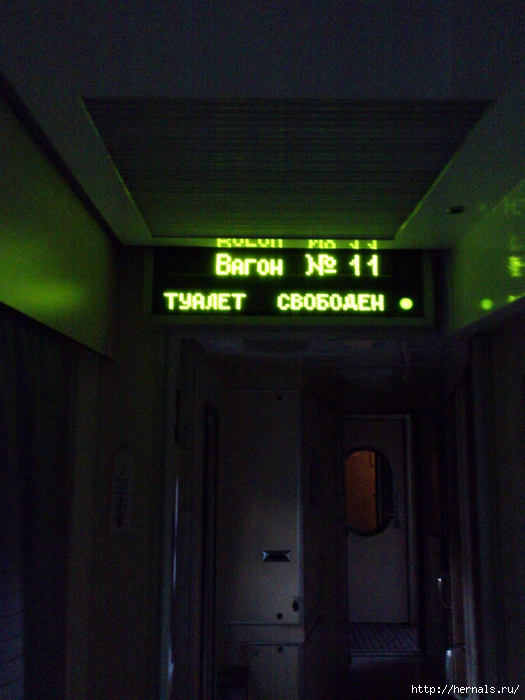 Вагон № 11
ТУАЛЕТ СВОБОДЕН
http://hernals.ru/